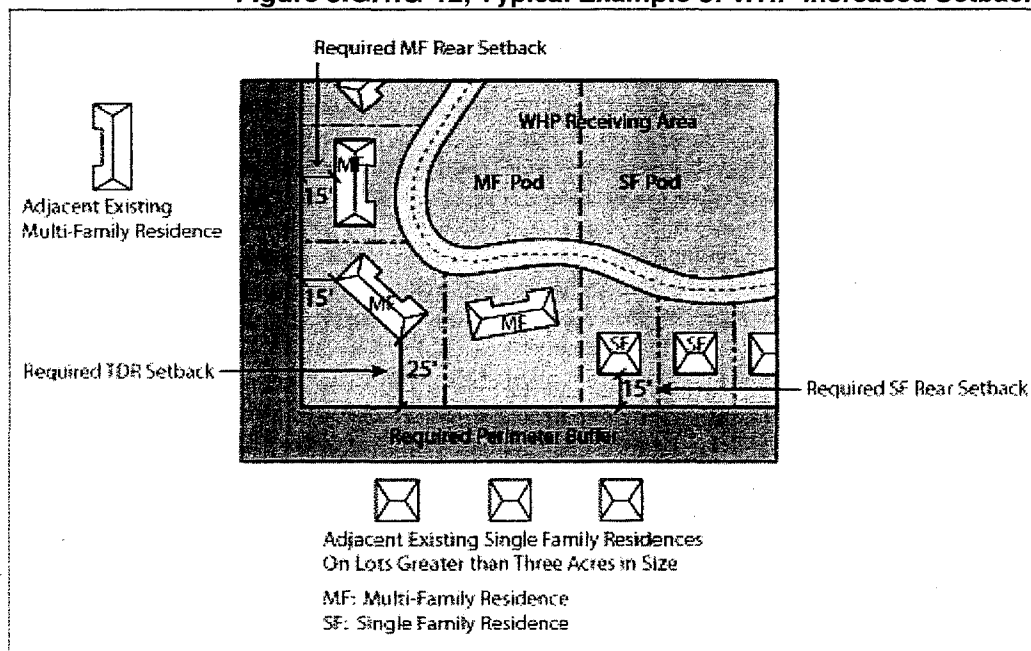 Required MF Rear Setback
WHP Receiving Area
MF
MF Pod
SF Pod
15'
Adjacent Existing
Multi-Family Residence
15'
MF
MF
SF
SF
Required TDR Setback
25'
15'
Required SF Rear Setback
Required Perimeter Buffer
Adjacent Existing Single Family Residences
On Lots Greater than Three Acres in Size
MF: Multi-Family Residence
SF: Single Family Residence